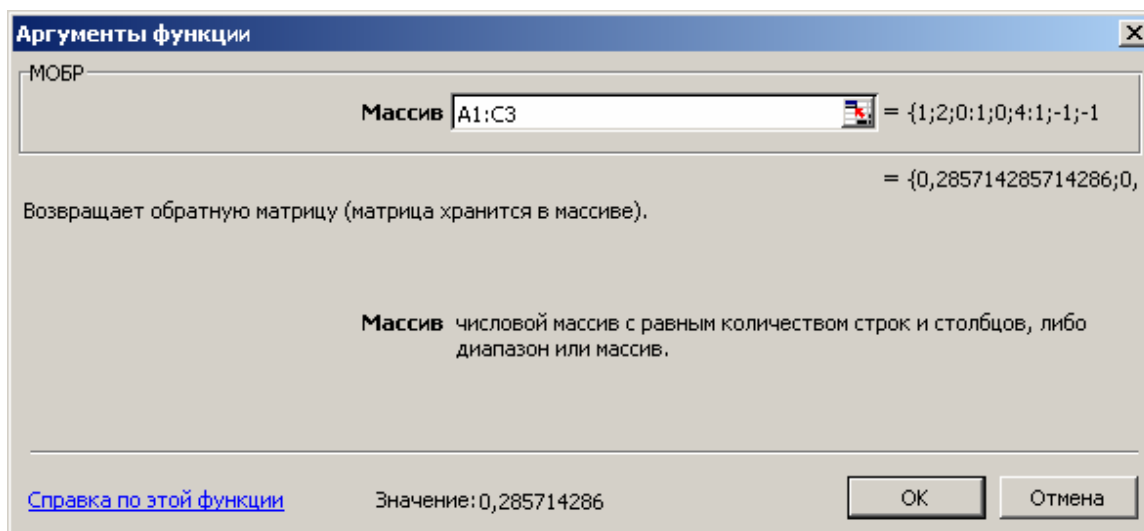 Аргументы функции
МОБР
Массив A1:C3 = {1;2;0:1;0;4:1;-1;-1
= {0,285714285714286;0,
Возвращает обратную матрицу (матрица хранится в массиве).
Массив числовой массив с равным количеством строк и столбцов, либо
диапазон или массив.
Справка по этой функции Значение:0,285714286 OK Отмена